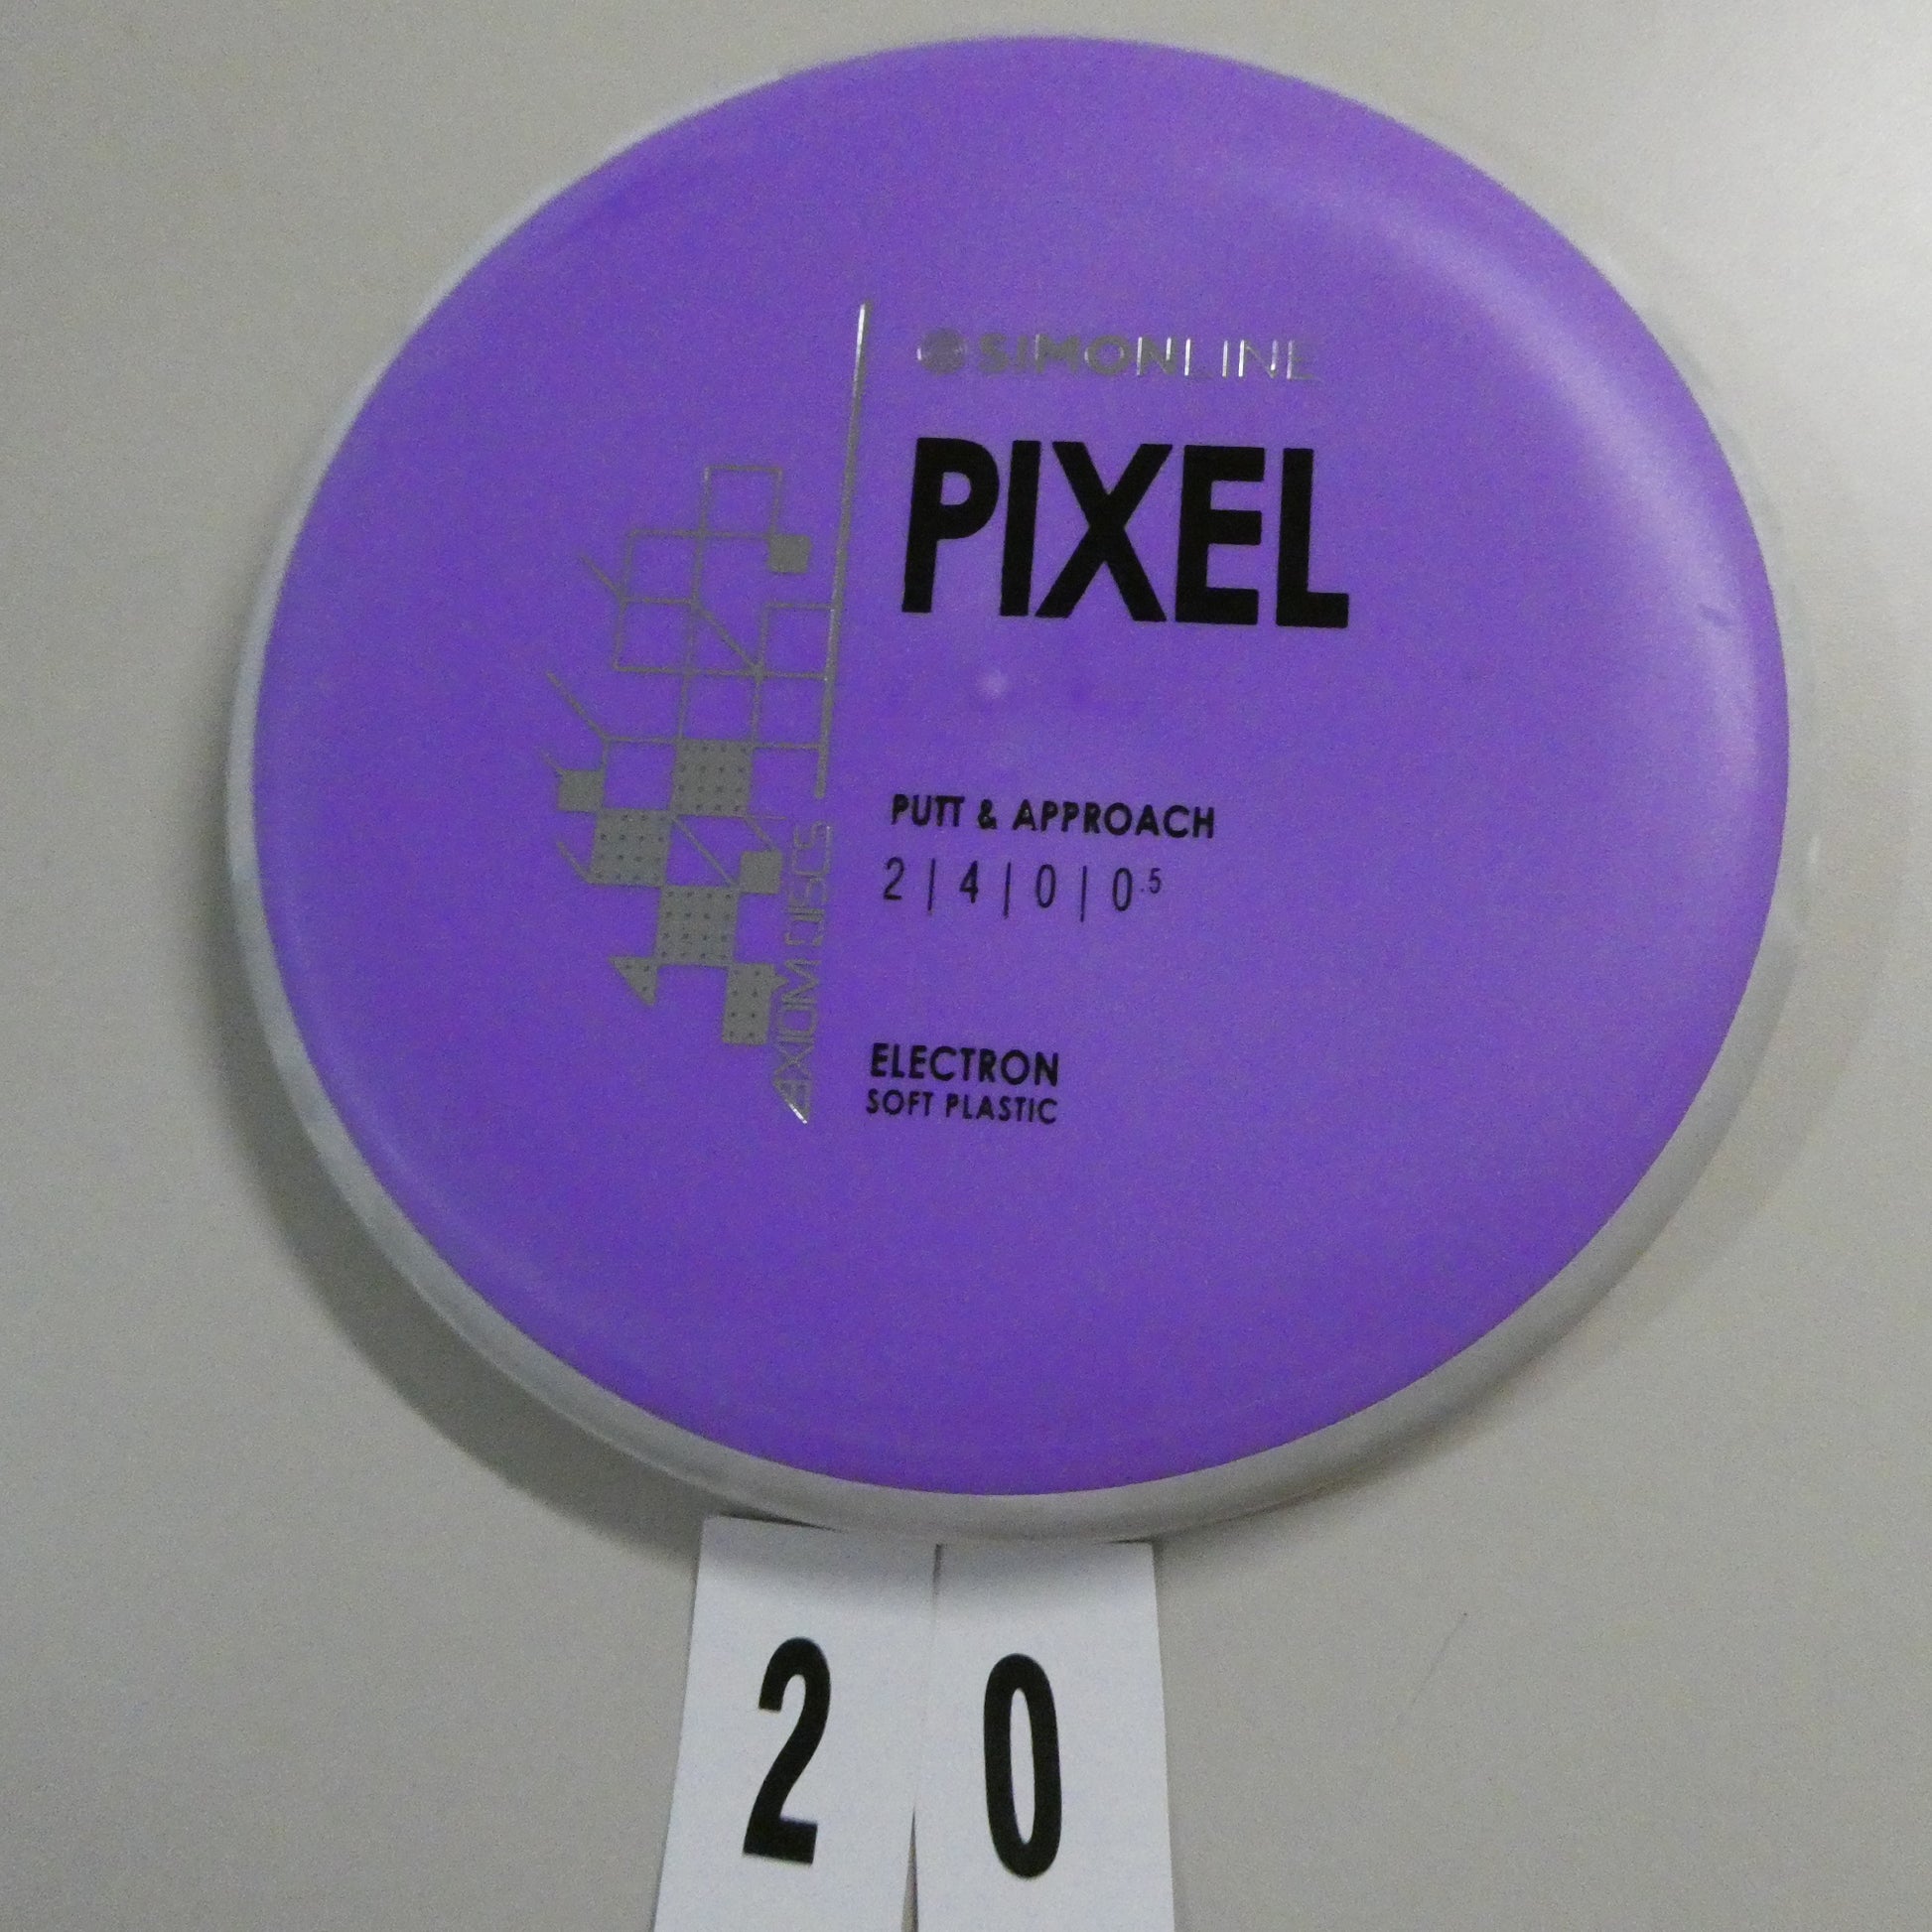 SIMONLINE
PIXEL
PUTT & APPROACH
2 | 4 | 0 | 0.5
AXIOM DISCS
ELECTRON
SOFT PLASTIC
2 0